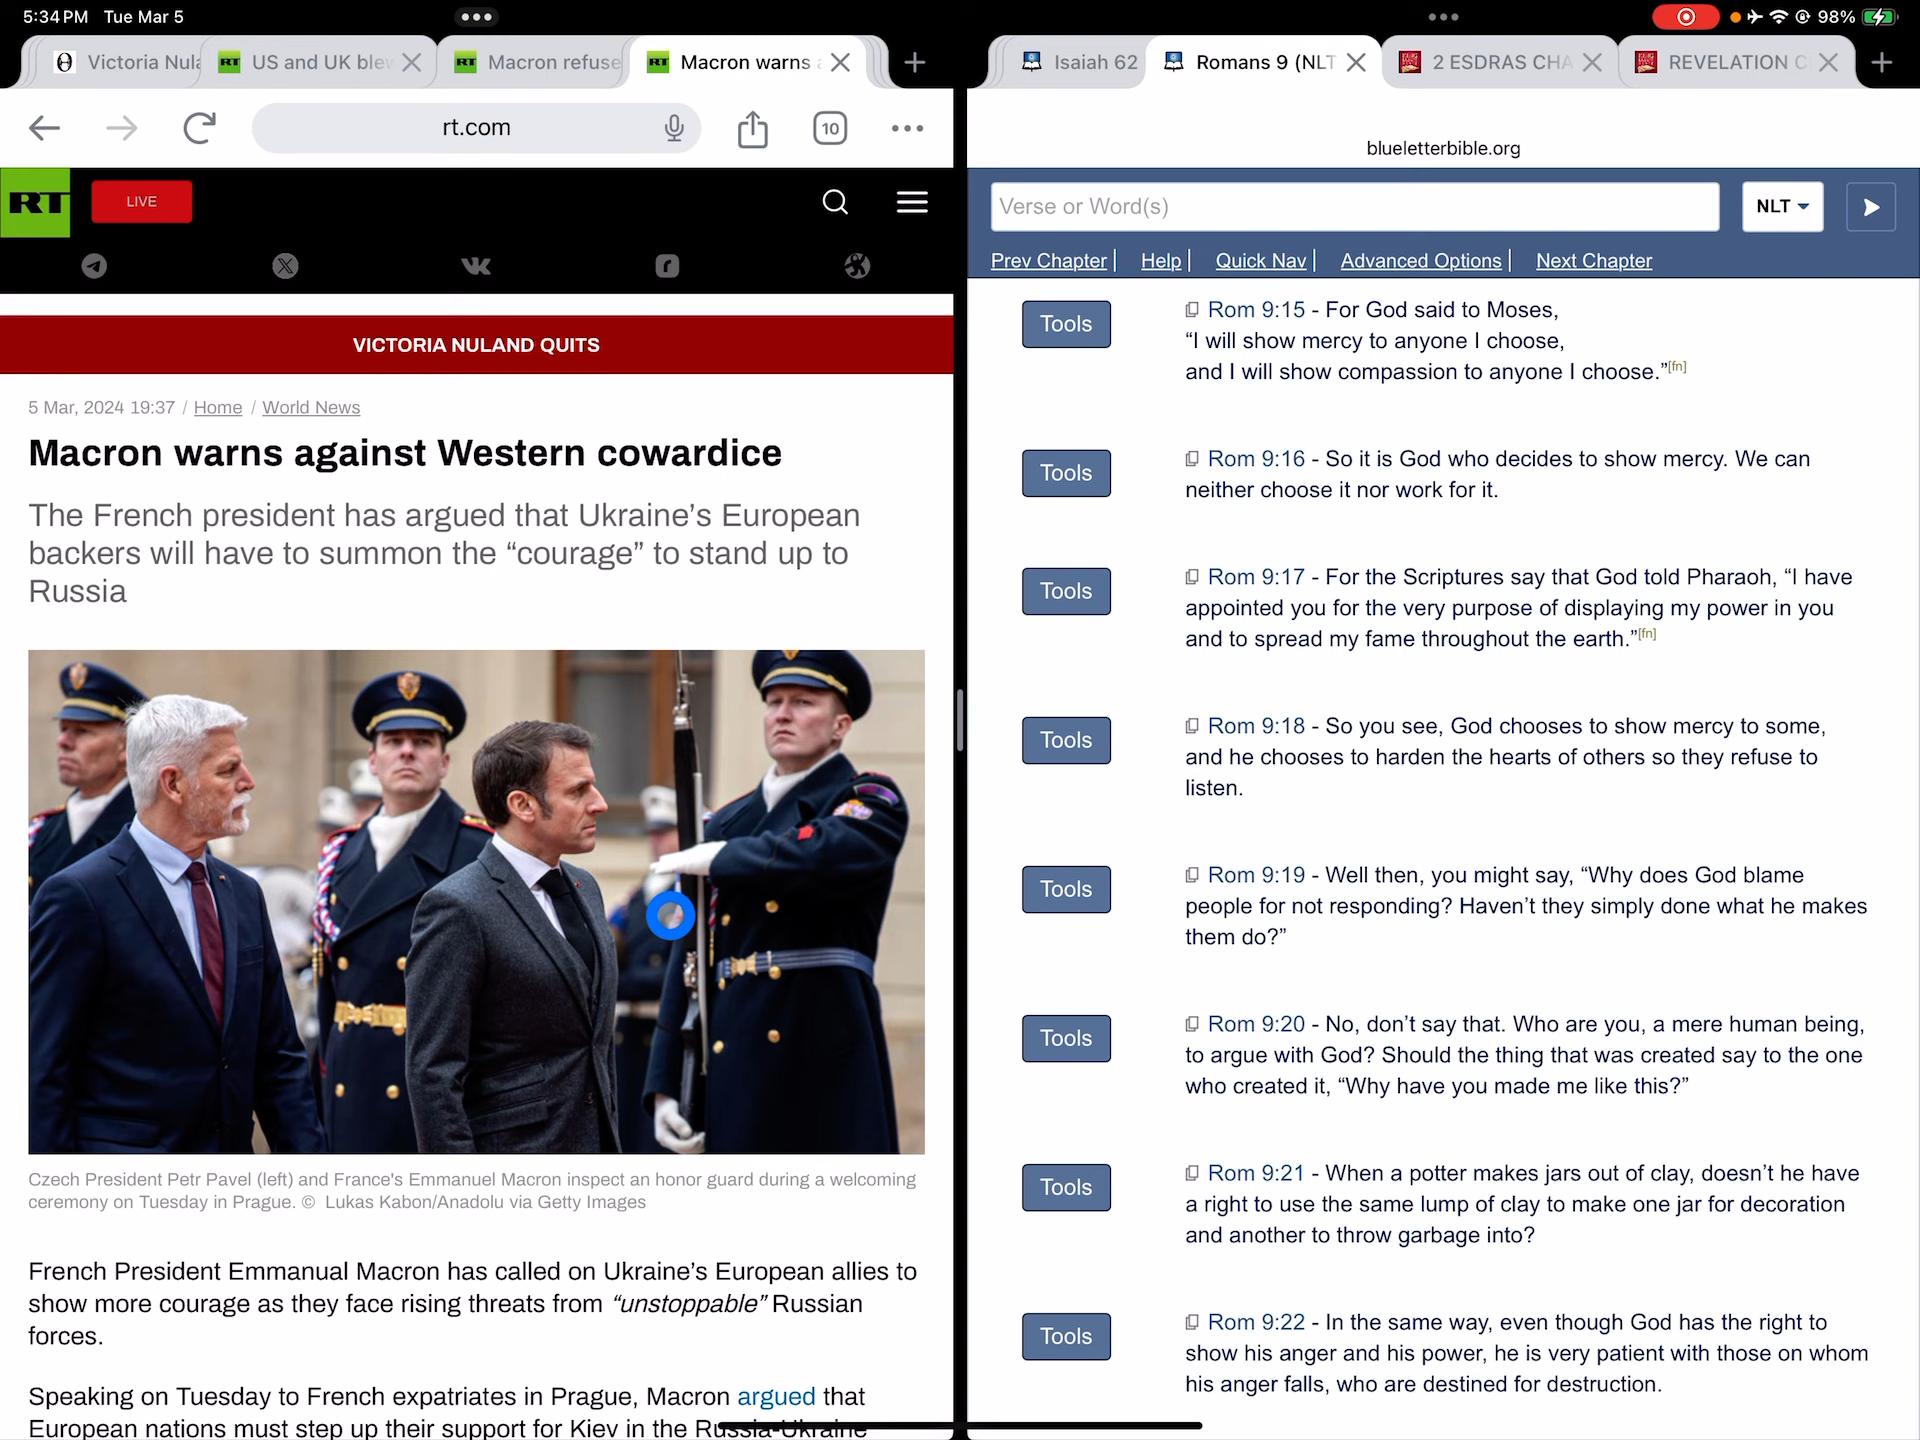 5:34 PM Tue Mar 5
98%
Victoria Nula
RT US and UK blew
RT Macron refuse
RT Macron warns a
Isaiah 62
Romans 9 (NLT
2 ESDRAS CHA
REVELATION C
rt.com
10
RT
LIVE
VICTORIA NULAND QUITS
5 Mar, 2024 19:37 / Home / World News
Macron warns against Western cowardice
The French president has argued that Ukraine’s European
backers will have to summon the “courage” to stand up to
Russia
Czech President Petr Pavel (left) and France's Emmanuel Macron inspect an honor guard during a welcoming
ceremony on Tuesday in Prague. © Lukas Kabon/Anadolu via Getty Images
French President Emmanual Macron has called on Ukraine’s European allies to
show more courage as they face rising threats from “unstoppable” Russian
forces.
Speaking on Tuesday to French expatriates in Prague, Macron argued that
European nations must step up their support for Kiev in the Russia-Ukraine
blueletterbible.org
Verse or Word(s)
NLT
Prev Chapter | Help | Quick Nav | Advanced Options | Next Chapter
Tools
Rom 9:15 - For God said to Moses,
“I will show mercy to anyone I choose,
and I will show compassion to anyone I choose.”[fn]
Tools
Rom 9:16 - So it is God who decides to show mercy. We can
neither choose it nor work for it.
Tools
Rom 9:17 - For the Scriptures say that God told Pharaoh, “I have
appointed you for the very purpose of displaying my power in you
and to spread my fame throughout the earth.”[fn]
Tools
Rom 9:18 - So you see, God chooses to show mercy to some,
and he chooses to harden the hearts of others so they refuse to
listen.
Tools
Rom 9:19 - Well then, you might say, “Why does God blame
people for not responding? Haven’t they simply done what he makes
them do?”
Tools
Rom 9:20 - No, don’t say that. Who are you, a mere human being,
to argue with God? Should the thing that was created say to the one
who created it, “Why have you made me like this?”
Tools
Rom 9:21 - When a potter makes jars out of clay, doesn’t he have
a right to use the same lump of clay to make one jar for decoration
and another to throw garbage into?
Tools
Rom 9:22 - In the same way, even though God has the right to
show his anger and his power, he is very patient with those on whom
his anger falls, who are destined for destruction.